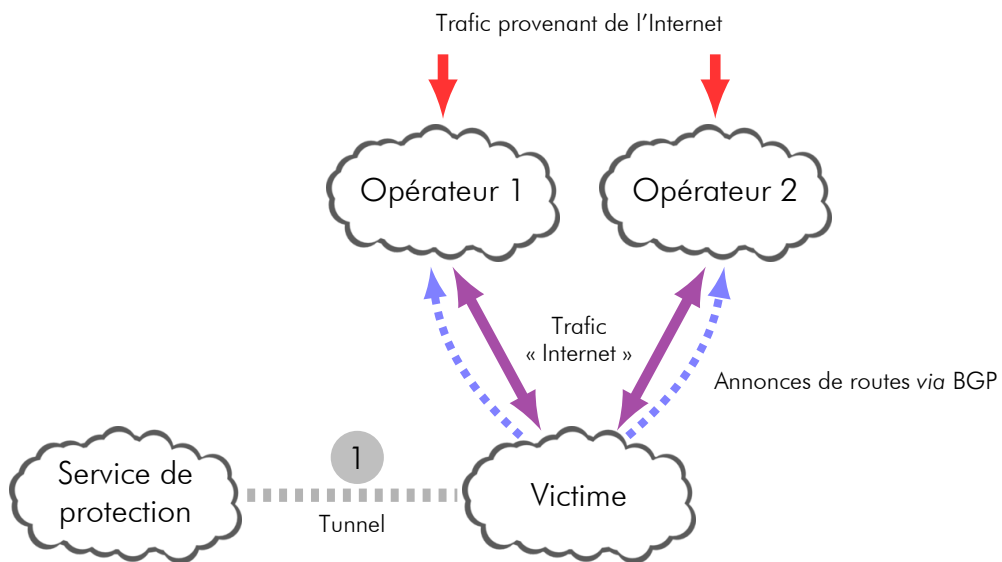 Trafic provenant de l’Internet
Opérateur 1
Opérateur 2
Trafic
« Internet »
Annonces de routes via BGP
Service de
protection
1
Tunnel
Victime